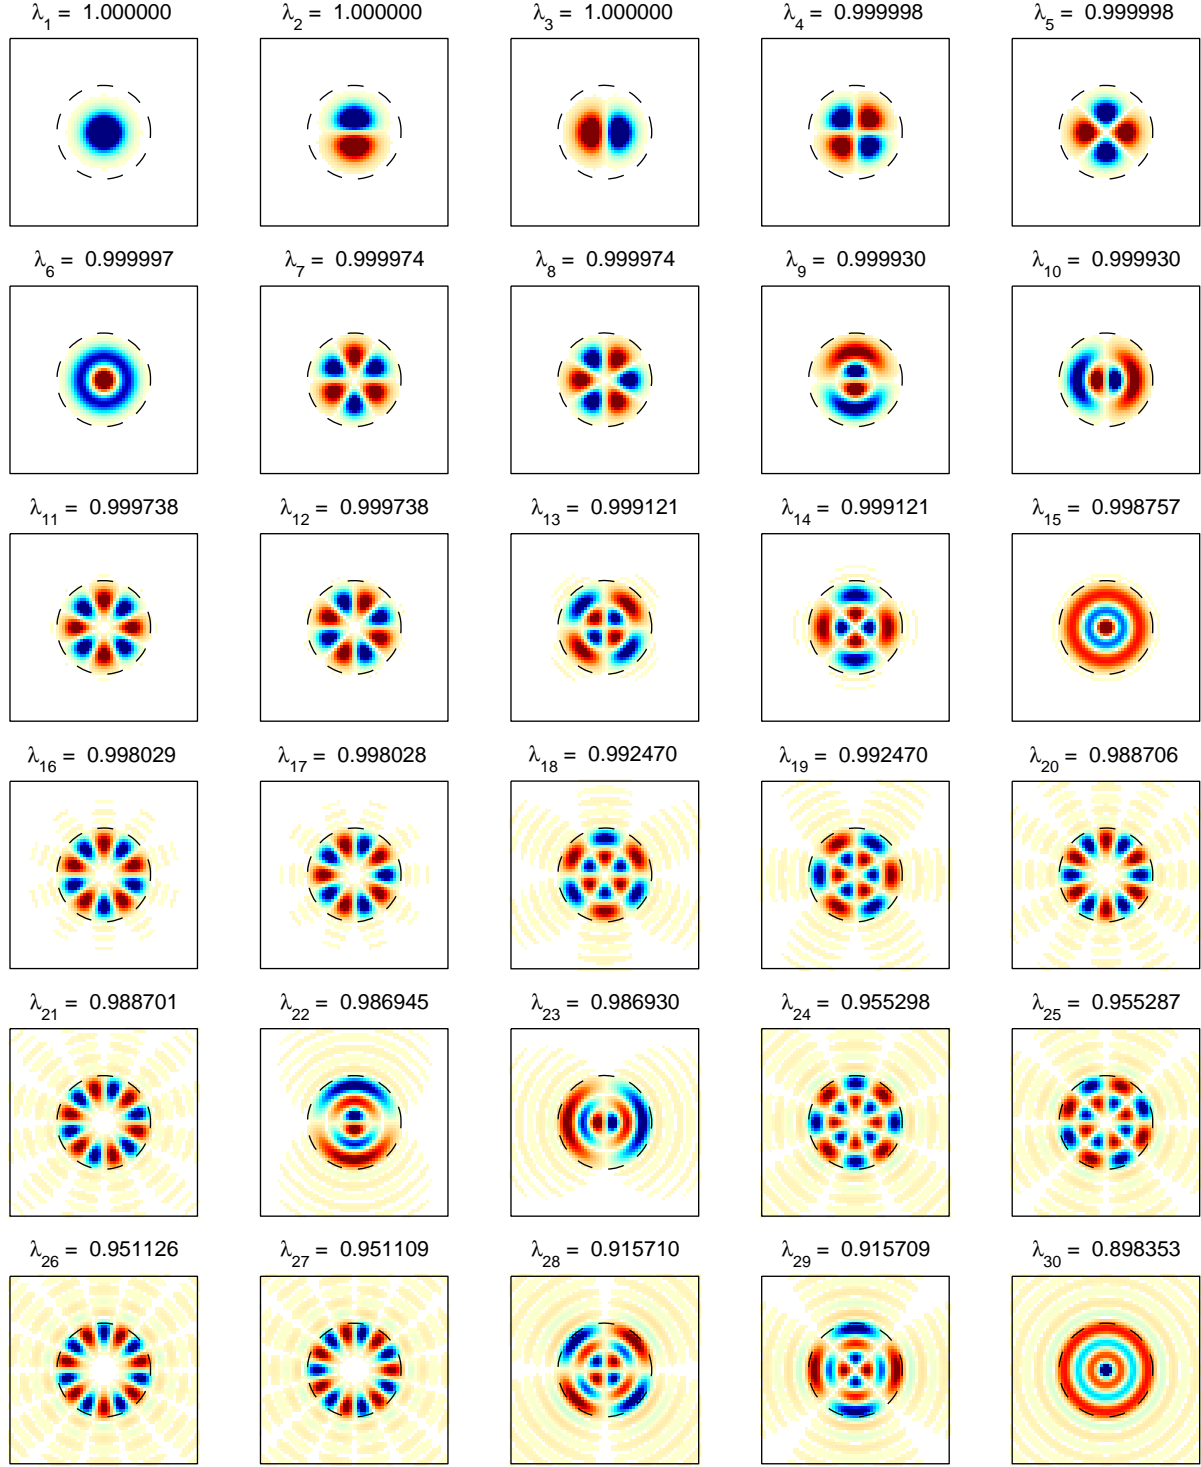 λ1 = 1.000000 λ2 = 1.000000 λ3 = 1.000000 λ4 = 0.999998 λ5 = 0.999998
λ6 = 0.999997 λ7 = 0.999974 λ8 = 0.999974 λ9 = 0.999930 λ10 = 0.999930
λ11 = 0.999738 λ12 = 0.999738 λ13 = 0.999121 λ14 = 0.999121 λ15 = 0.998757
λ16 = 0.998029 λ17 = 0.998028 λ18 = 0.992470 λ19 = 0.992470 λ20 = 0.988706
λ21 = 0.988701 λ22 = 0.986945 λ23 = 0.986930 λ24 = 0.955298 λ25 = 0.955287
λ26 = 0.951126 λ27 = 0.951109 λ28 = 0.915710 λ29 = 0.915709 λ30 = 0.898353